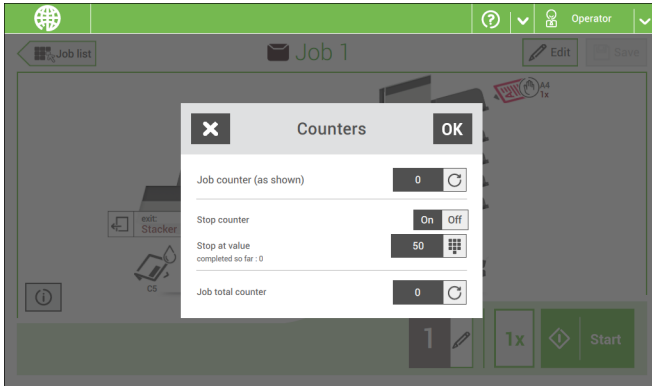 Operator
Job list
Job 1
Edit
Save
A4
1x
Counters
OK
Job counter (as shown)
0
Stop counter
On Off
Stop at value
50
completed so far : 0
Job total counter
0
exit:
Stacker
C5
1
1x
Start